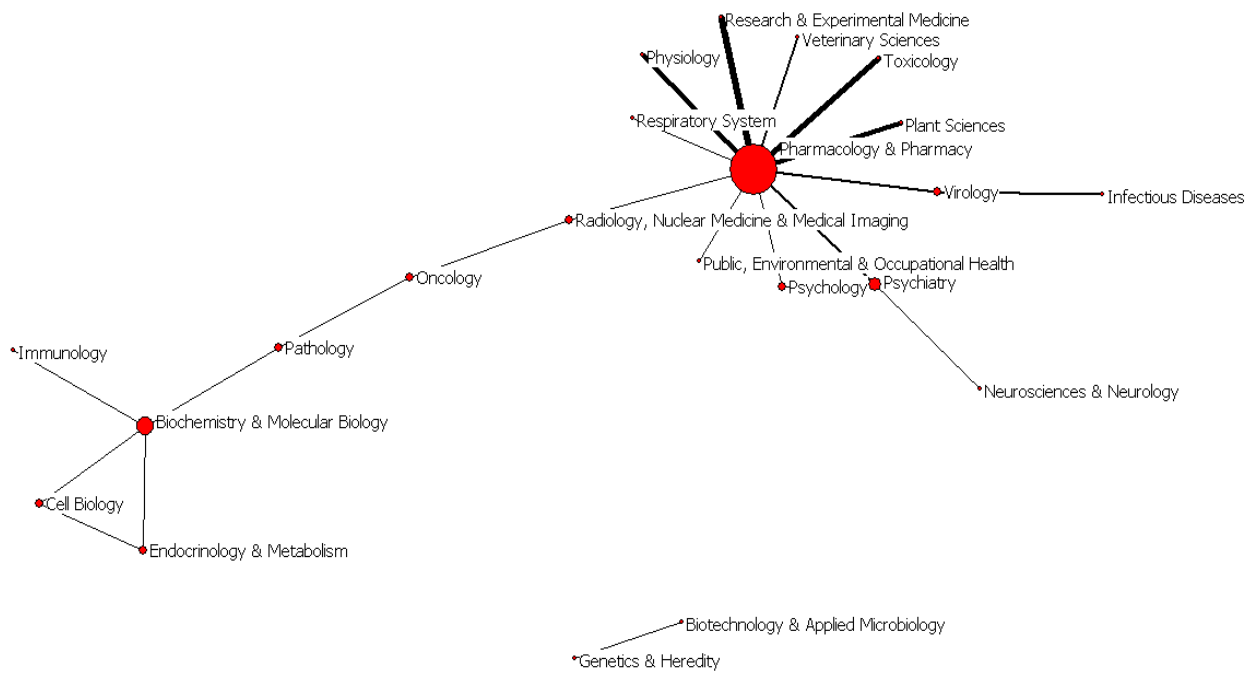 Research & Experimental Medicine
Veterinary Sciences
Physiology
Toxicology
Respiratory System
Plant Sciences
Pharmacology & Pharmacy
Virology
Infectious Diseases
Radiology, Nuclear Medicine & Medical Imaging
Public, Environmental & Occupational Health
Oncology
Psychology
Psychiatry
Immunology
Pathology
Neurosciences & Neurology
Biochemistry & Molecular Biology
Cell Biology
Endocrinology & Metabolism
Biotechnology & Applied Microbiology
Genetics & Heredity